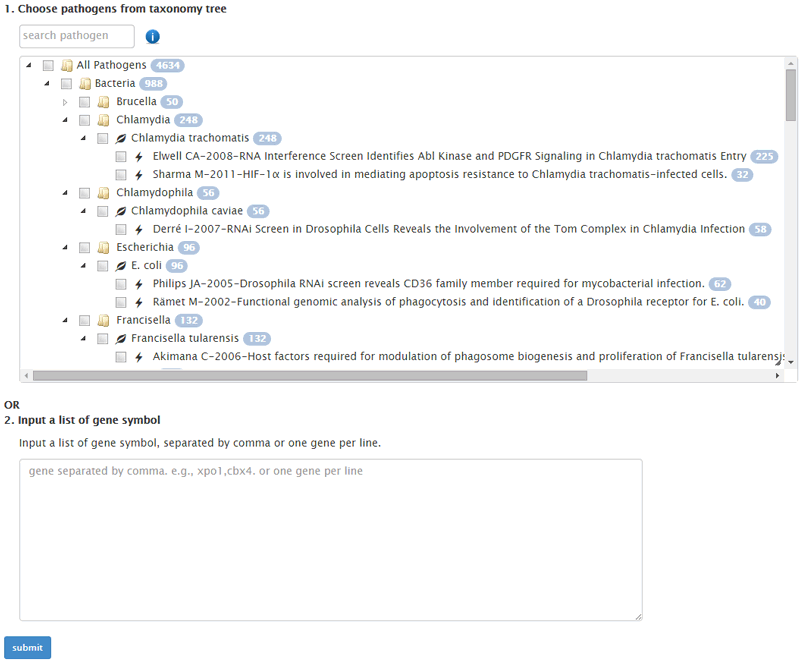 1. Choose pathogens from taxonomy tree
search pathogen
All Pathogens 4634
Bacteria 988
Brucella 50
Chlamydia 248
Chlamydia trachomatis 248
Elwell CA-2008-RNA Interference Screen Identifies Abl Kinase and PDGFR Signaling in Chlamydia trachomatis Entry 225
Sharma M-2011-HIF-1α is involved in mediating apoptosis resistance to Chlamydia trachomatis-infected cells. 32
Chlamydophila 56
Chlamydophila caviae 56
Derré I-2007-RNAi Screen in Drosophila Cells Reveals the Involvement of the Tom Complex in Chlamydia Infection 58
Escherichia 96
E. coli 96
Philips JA-2005-Drosophila RNAi screen reveals CD36 family member required for mycobacterial infection. 62
Rämet M-2002-Functional genomic analysis of phagocytosis and identification of a Drosophila receptor for E. coli. 40
Francisella 132
Francisella tularensis 132
Akimana C-2006-Host factors required for modulation of phagosome biogenesis and proliferation of Francisella tularensis
OR
2. Input a list of gene symbol
Input a list of gene symbol, separated by comma or one gene per line.
gene separated by comma. e.g., xpo1,cbx4. or one gene per line
submit